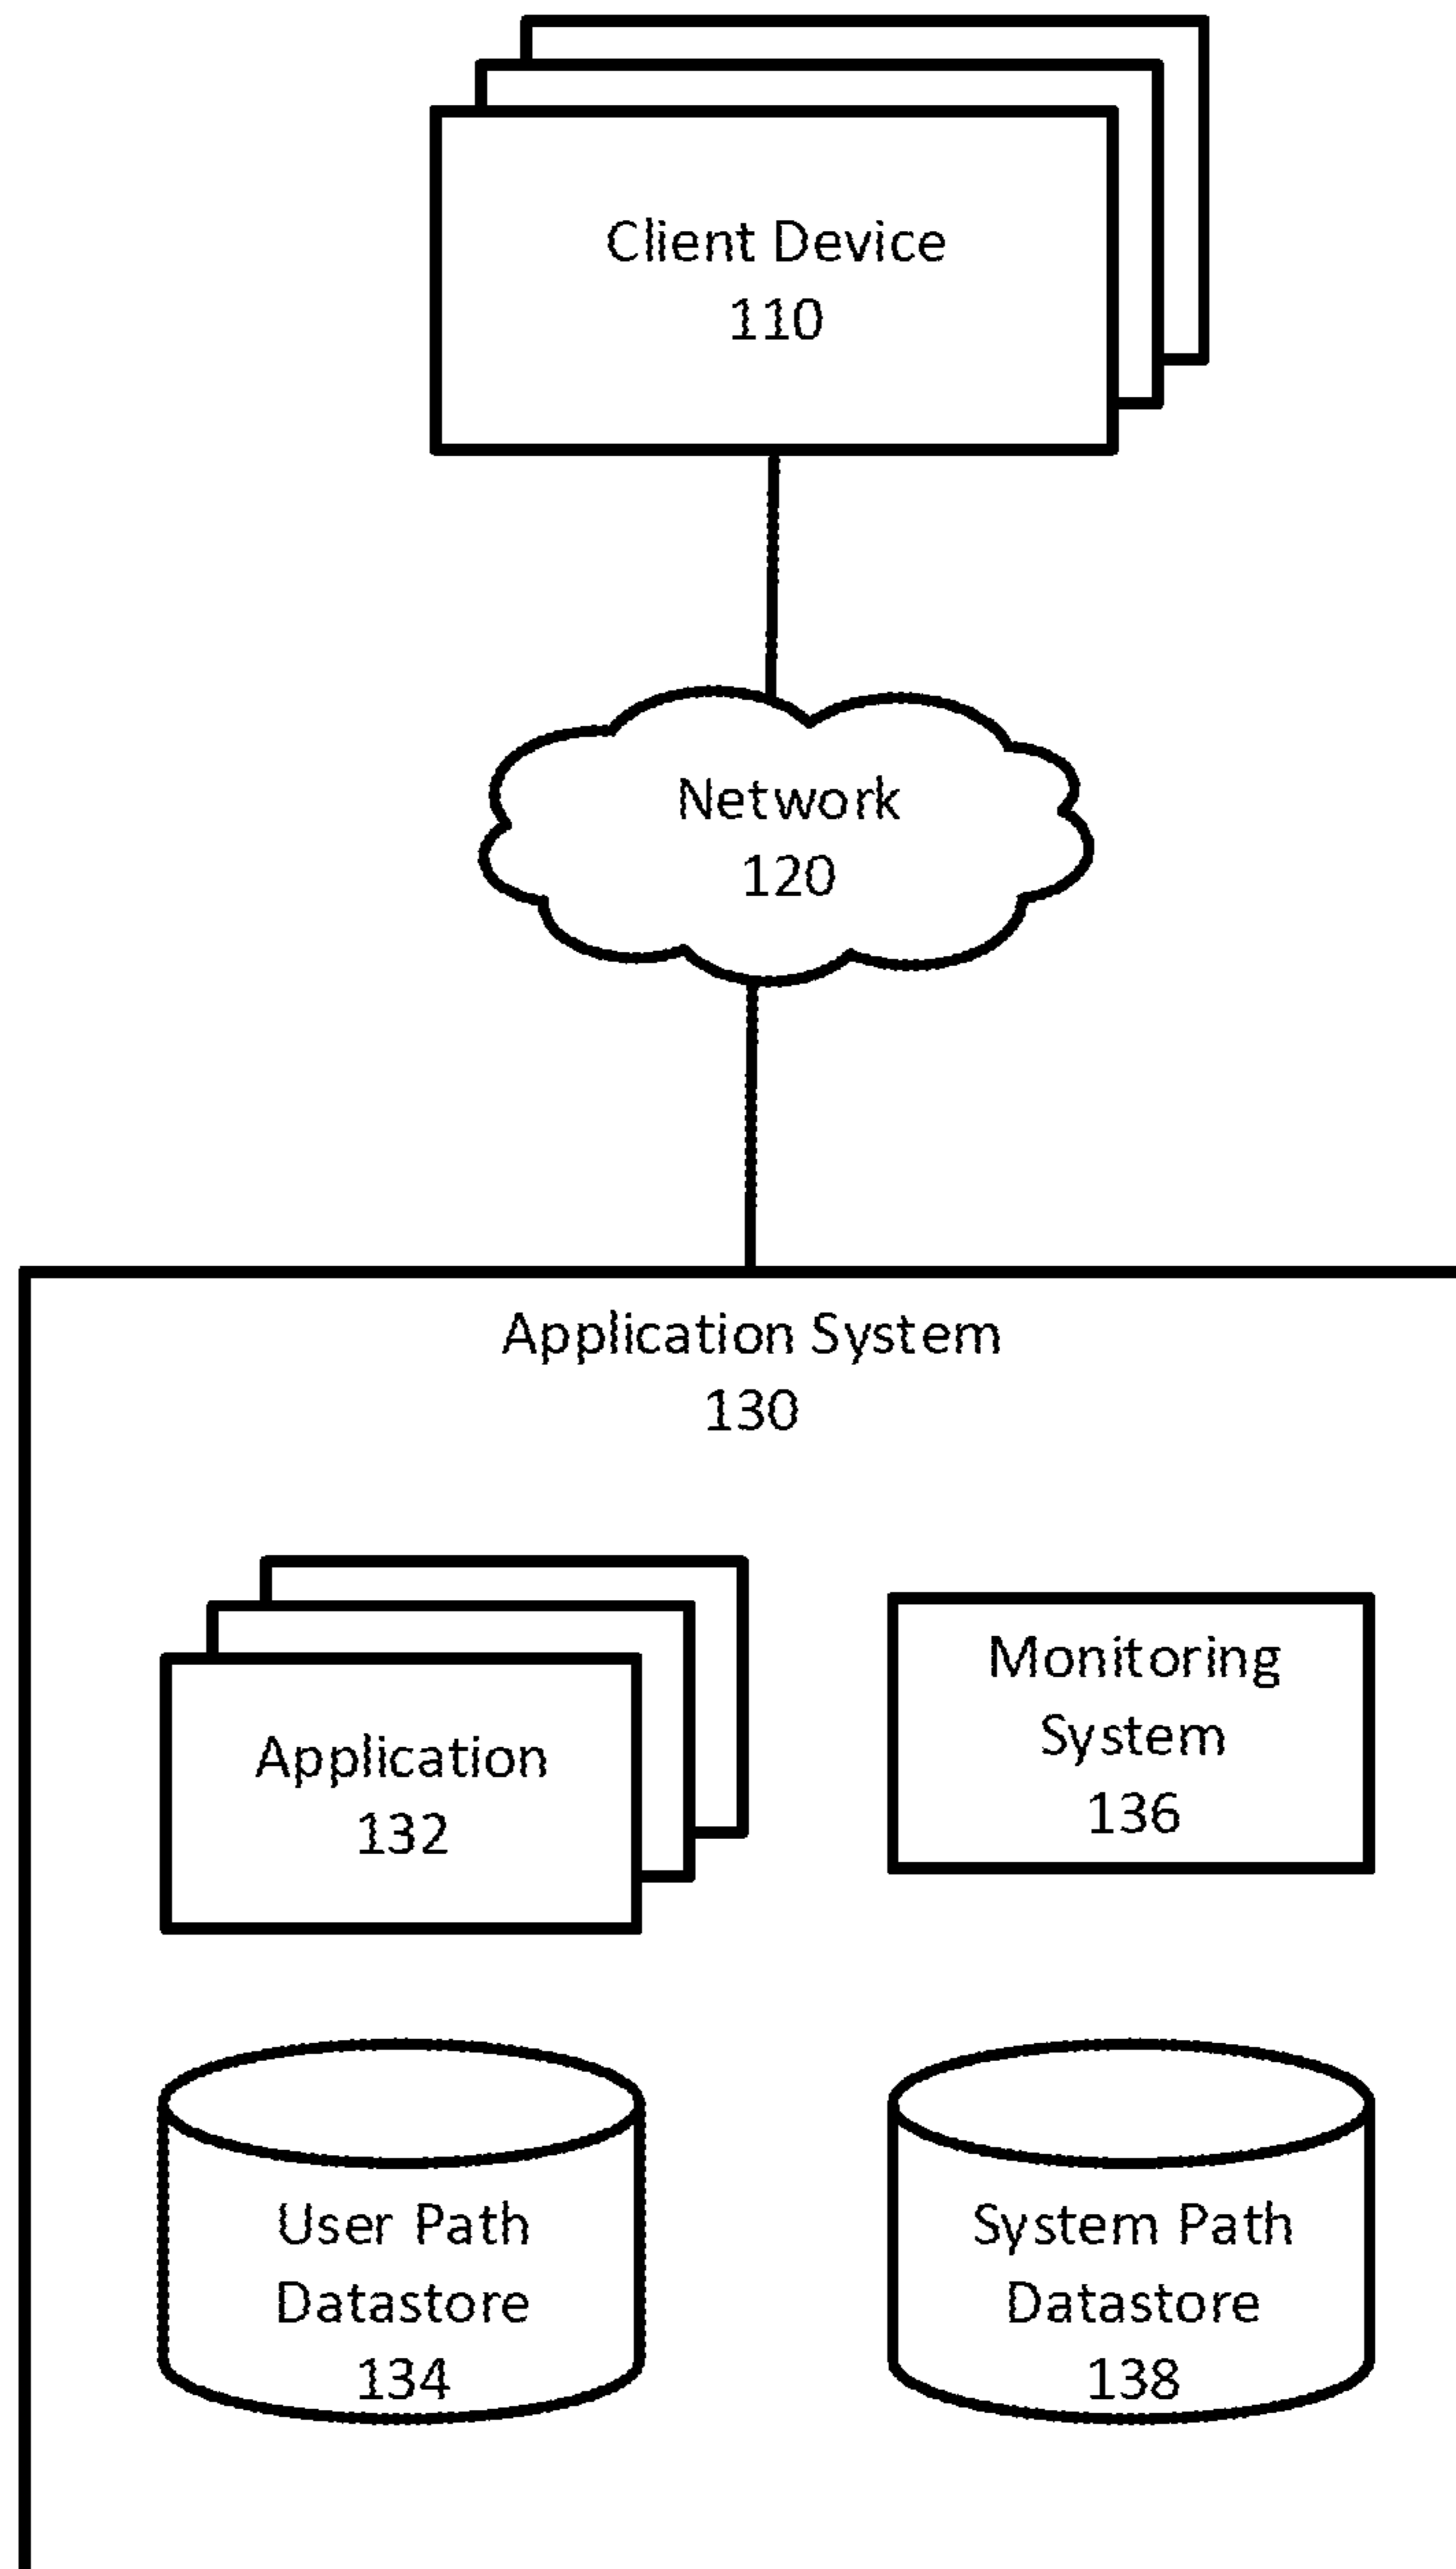 Client Device
110
Network
120
Application System
130
Application
132
Monitoring
System
136
User Path
Datastore
134
System Path
Datastore
138